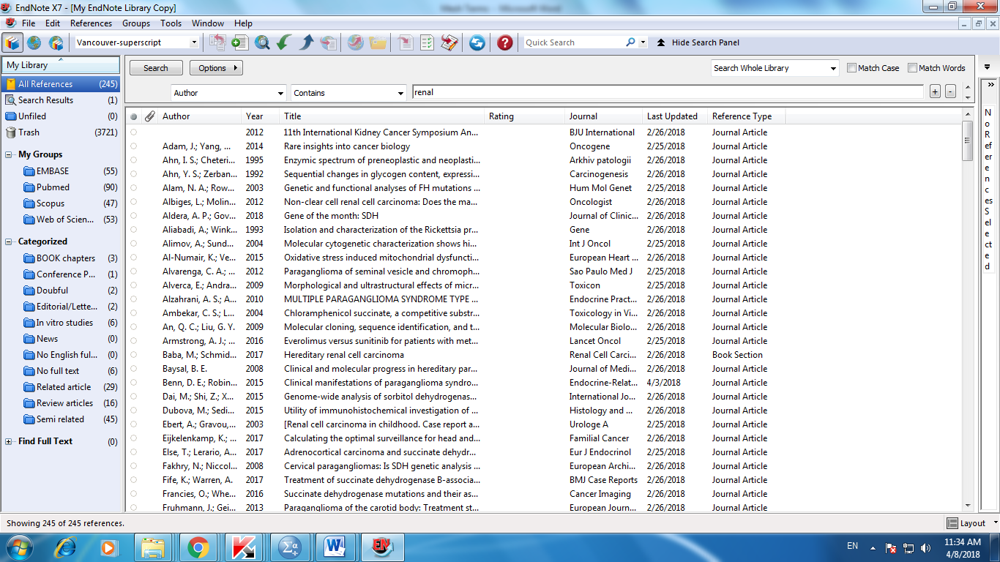 EndNote X7 - [My EndNote Library Copy]
File Edit References Groups Tools Window Help
Vancouver-superscript Quick Search Hide Search Panel
My Library
All References (245)
Search Results (1)
Unfiled (0)
Trash (3721)
My Groups
EMBASE (55)
Pubmed (90)
Scopus (47)
Web of Scien... (53)
Categorized
BOOK chapters (3)
Conference P... (1)
Doubful (2)
Editorial/Lette... (2)
In vitro studies (6)
News (0)
No English ful... (0)
No full text (6)
Related article (29)
Review articles (16)
Semi related (45)
Find Full Text (0)
Search Options Search Whole Library Match Case Match Words
Author Contains renal + -
Author Year Title Rating Journal Last Updated Reference Type
2012 11th International Kidney Cancer Symposium An... BJU International 2/26/2018 Journal Article
Adam, J.; Yang, ... 2014 Rare insights into cancer biology Oncogene 2/25/2018 Journal Article
Ahn, I. S.; Cheteri... 1995 Enzymic spectrum of preneoplastic and neoplasti... Arkhiv patologii 2/26/2018 Journal Article
Ahn, Y. S.; Zerban... 1992 Sequential changes in glycogen content, expressi... Carcinogenesis 2/26/2018 Journal Article
Alam, N. A.; Row... 2003 Genetic and functional analyses of FH mutations ... Hum Mol Genet 2/25/2018 Journal Article
Albiges, L.; Molin... 2012 Non-clear cell renal cell carcinoma: Does the ma... Oncologist 2/26/2018 Journal Article
Aldera, A. P.; Gov... 2018 Gene of the month: SDH Journal of Clinic... 2/26/2018 Journal Article
Aliabadi, A.; Wink... 1993 Isolation and characterization of the Rickettsia pr... Gene 2/26/2018 Journal Article
Alimov, A.; Sund... 2004 Molecular cytogenetic characterization shows hi... Int J Oncol 2/25/2018 Journal Article
Al-Numair, K.; Ve... 2015 Oxidative stress induced mitochondrial dysfuncti... European Heart ... 2/26/2018 Journal Article
Alvarenga, C. A.; ... 2012 Paraganglioma of seminal vesicle and chromoph... Sao Paulo Med J 2/25/2018 Journal Article
Alverca, E.; Andra... 2009 Morphological and ultrastructural effects of micr... Toxicon 2/25/2018 Journal Article
Alzahrani, A. S.; A... 2010 MULTIPLE PARAGANGLIOMA SYNDROME TYPE ... Endocrine Pract... 2/26/2018 Journal Article
Ambekar, C. S.; L... 2004 Chloramphenicol succinate, a competitive substr... Toxicology in Vi... 2/26/2018 Journal Article
An, Q. C.; Liu, G. Y. 2009 Molecular cloning, sequence identification, and t... Molecular Biolo... 2/26/2018 Journal Article
Armstrong, A. J.; ... 2016 Everolimus versus sunitinib for patients with met... Lancet Oncol 2/25/2018 Journal Article
Baba, M.; Schmid... 2017 Hereditary renal cell carcinoma Renal Cell Carci... 2/26/2018 Book Section
Baysal, B. E. 2008 Clinical and molecular progress in hereditary par... Journal of Medi... 2/26/2018 Journal Article
Benn, D. E.; Robin... 2015 Clinical manifestations of paraganglioma syndro... Endocrine-Relat... 4/3/2018 Journal Article
Dai, M.; Shi, Z.; X... 2015 Genome-wide analysis of sorbitol dehydrogenas... International Jo... 2/26/2018 Journal Article
Dubova, M.; Sedi... 2015 Utility of immunohistochemical investigation of ... Histology and ... 2/26/2018 Journal Article
Ebert, A.; Gravou,... 2003 [Renal cell carcinoma in childhood. Case report a... Urologe A 2/25/2018 Journal Article
Eijkelenkamp, K.; ... 2017 Calculating the optimal surveillance for head and... Familial Cancer 2/26/2018 Journal Article
Else, T.; Lerario, A... 2017 Adrenocortical carcinoma and succinate dehydr... Eur J Endocrinol 2/25/2018 Journal Article
Fakhry, N.; Niccol... 2008 Cervical paragangliomas: Is SDH genetic analysis ... European Archi... 2/26/2018 Journal Article
Fife, K.; Warren, A. 2017 Treatment of succinate dehydrogenase B-associa... BMJ Case Reports 2/26/2018 Journal Article
Francies, O.; Whe... 2016 Succinate dehydrogenase mutations and their as... Cancer Imaging 2/26/2018 Journal Article
Fruhmann, J.; Gei... 2013 Paraganglioma of the carotid body: Treatment st... European Journ... 2/26/2018 Journal Article
No References Selected
Showing 245 of 245 references. Layout
EN 11:34 AM
4/8/2018